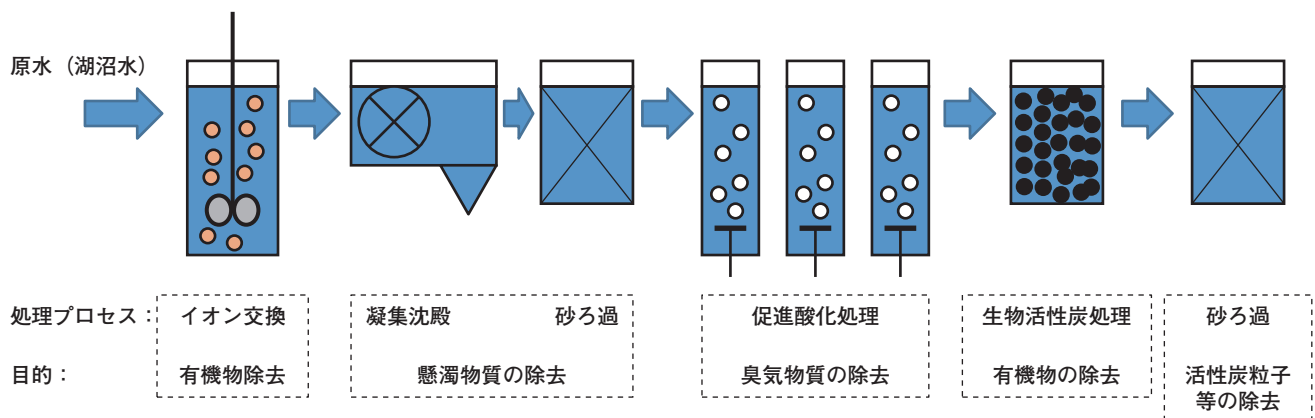 原水（湖沼水）
処理プロセス： イオン交換 凝集沈殿 砂ろ過 促進酸化処理 生物活性炭処理 砂ろ過
目的： 有機物除去 懸濁物質の除去 臭気物質の除去 有機物の除去 活性炭粒子
等の除去